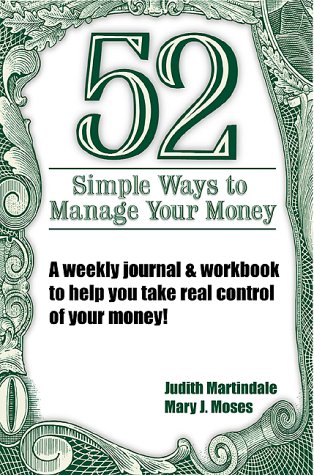 52
Simple Ways to
Manage Your Money
A weekly journal & workbook
to help you take real control
of your money!
Judith Martindale
Mary J. Moses